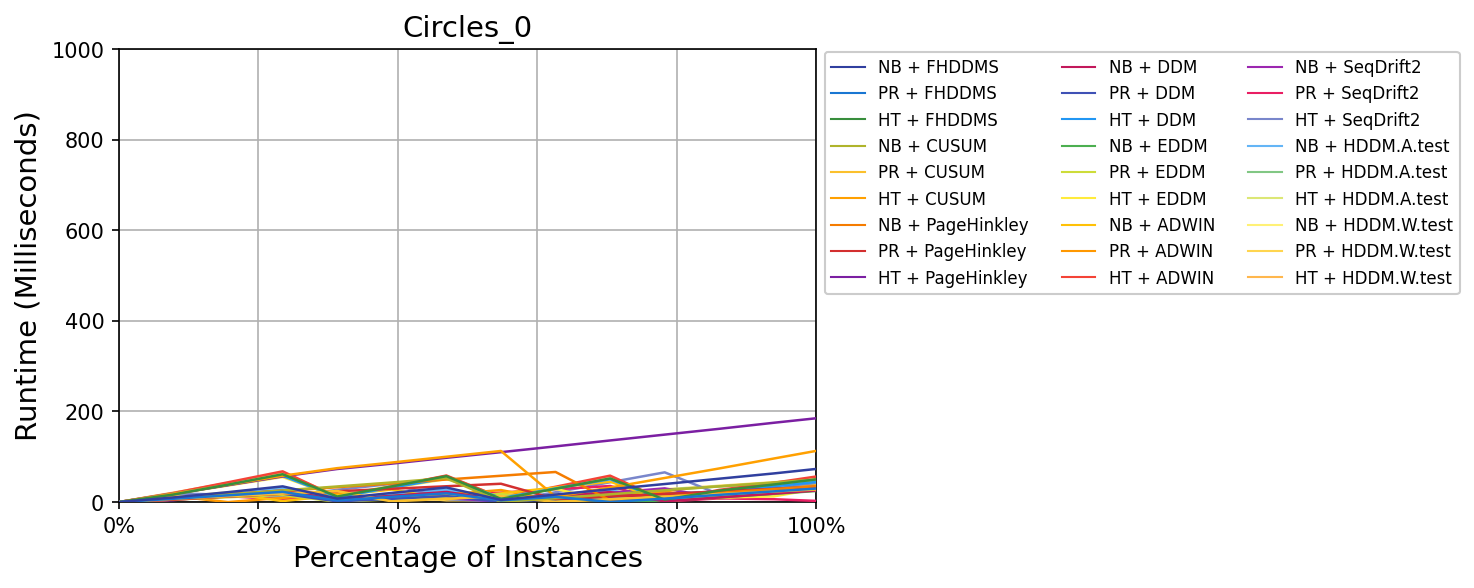 Circles_0
Runtime (Milliseconds)
1000
800
600
400
200
0
0% 20% 40% 60% 80% 100%
Percentage of Instances
NB + FHDDMS
PR + FHDDMS
HT + FHDDMS
NB + CUSUM
PR + CUSUM
HT + CUSUM
NB + PageHinkley
PR + PageHinkley
HT + PageHinkley
NB + DDM
PR + DDM
HT + DDM
NB + EDDM
PR + EDDM
HT + EDDM
NB + ADWIN
PR + ADWIN
HT + ADWIN
NB + SeqDrift2
PR + SeqDrift2
HT + SeqDrift2
NB + HDDM.A.test
PR + HDDM.A.test
HT + HDDM.A.test
NB + HDDM.W.test
PR + HDDM.W.test
HT + HDDM.W.test